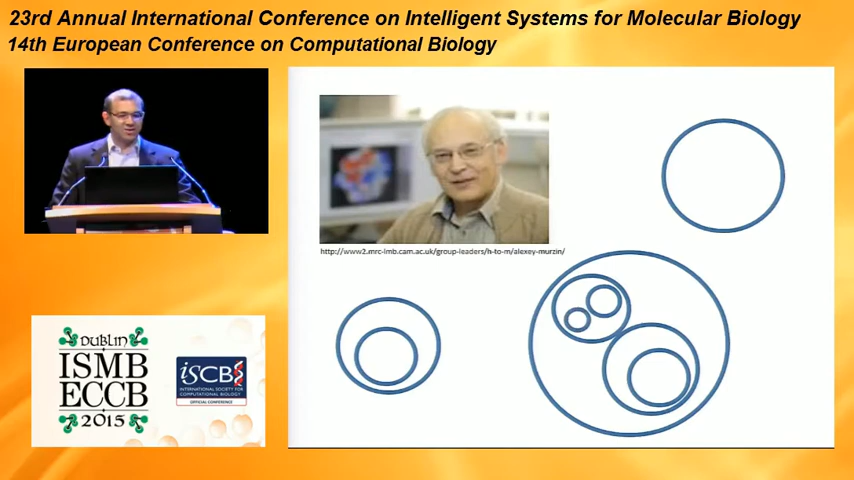 23rd Annual International Conference on Intelligent Systems for Molecular Biology
14th European Conference on Computational Biology
http://www2.mrc-lmb.cam.ac.uk/group-leaders/h-to-m/alexey-murzin/
DUBLIN
ISMB
ECCB
2015
iSCB
INTERNATIONAL SOCIETY FOR
COMPUTATIONAL BIOLOGY
OFFICIAL CONFERENCE